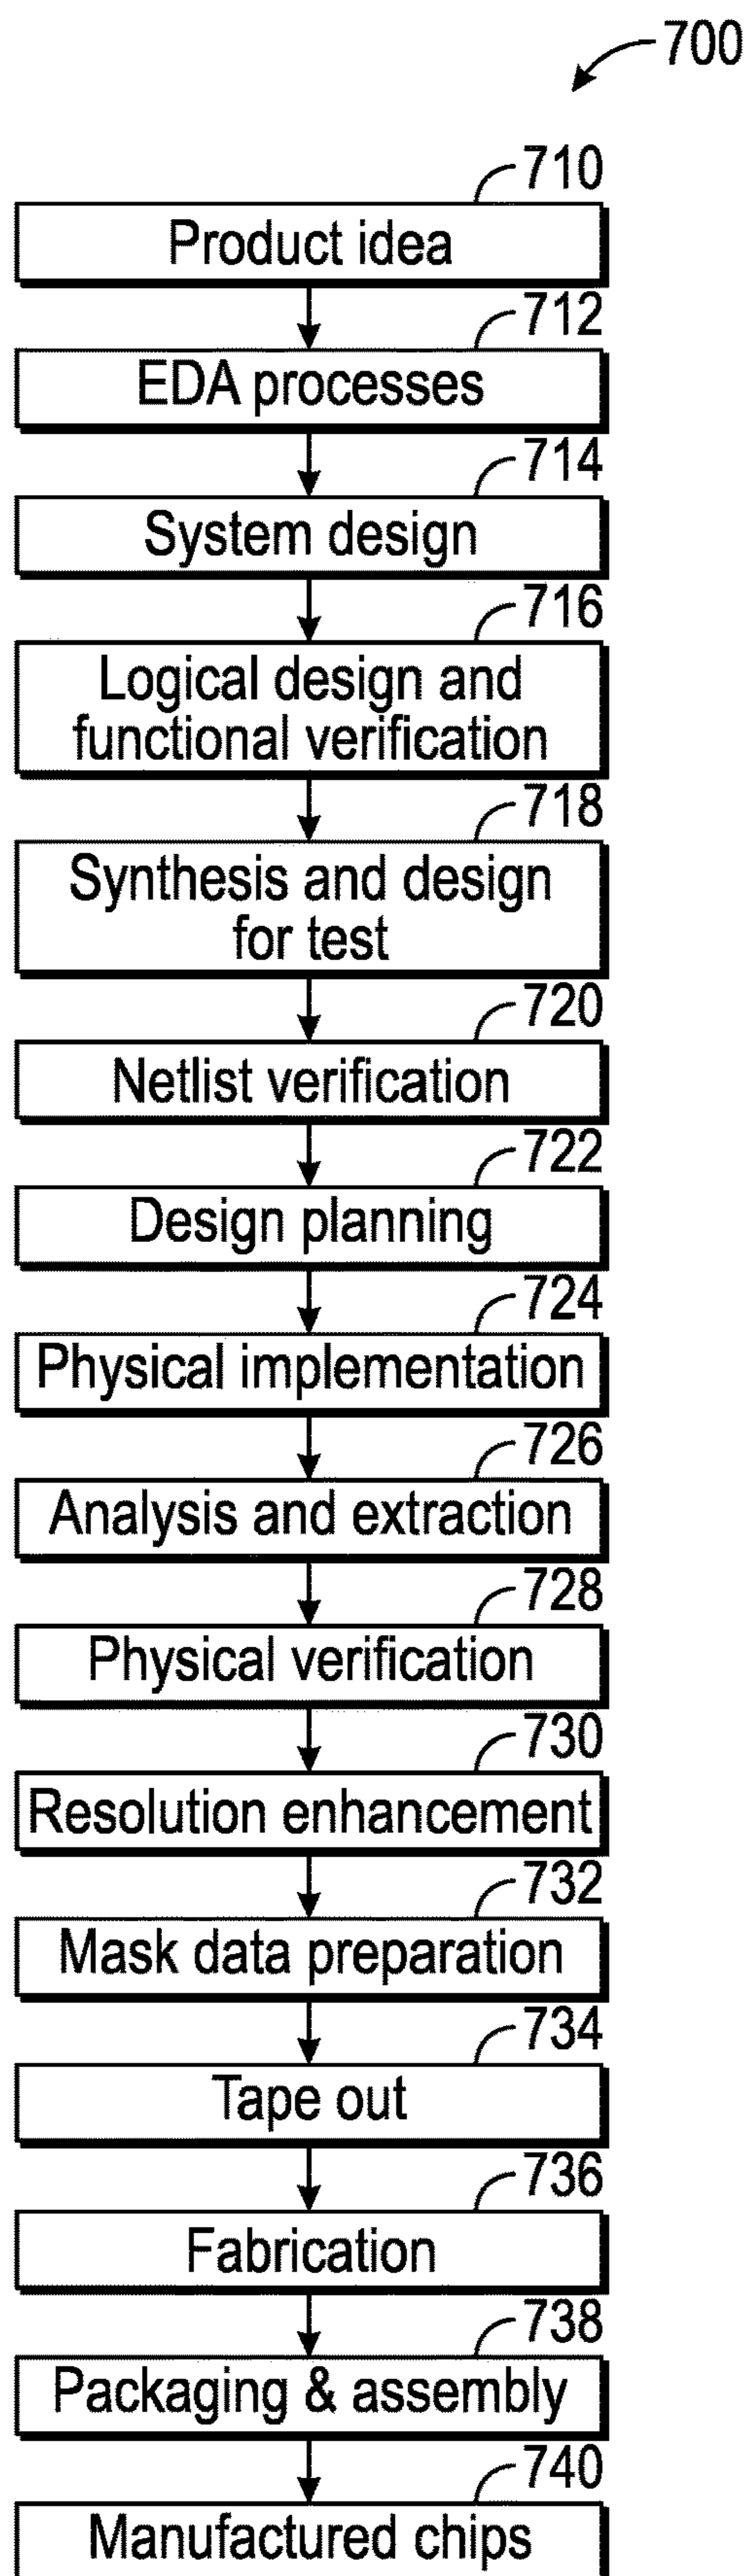 700
710
Product idea
712
EDA processes
714
System design
716
Logical design and
functional verification
718
Synthesis and design
for test
720
Netlist verification
722
Design planning
724
Physical implementation
726
Analysis and extraction
728
Physical verification
730
Resolution enhancement
732
Mask data preparation
734
Tape out
736
Fabrication
738
Packaging & assembly
740
Manufactured chips